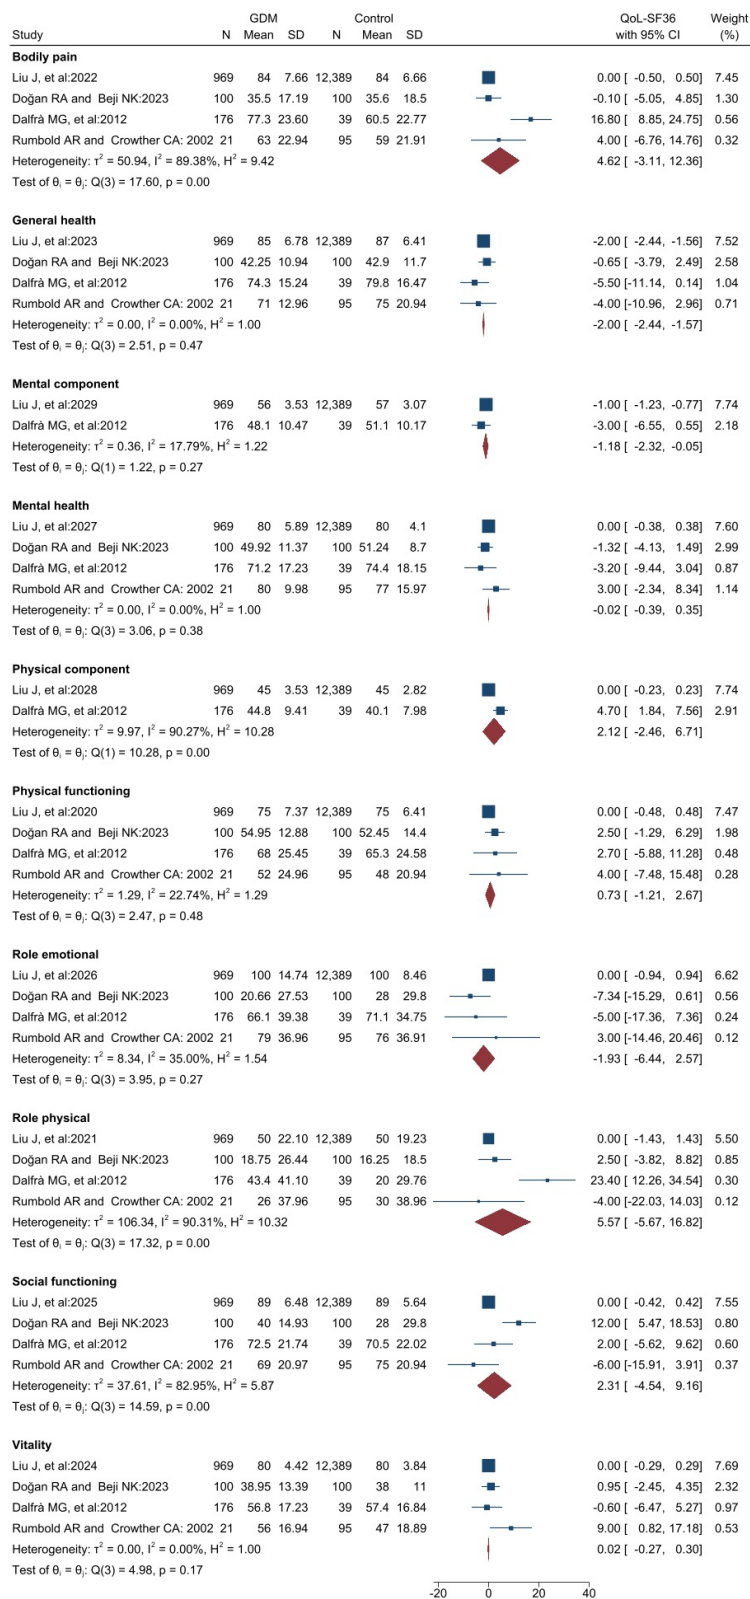 GDM Control QoL-SF36 Weight
Study N Mean SD N Mean SD with 95% CI (%)
Bodily pain
Liu J, et al:2022 969 84 7.66 12,389 84 6.66 0.00 [ -0.50, 0.50] 7.45
Doğan RA and Beji NK:2023 100 35.5 17.19 100 35.6 18.5 -0.10 [ -5.05, 4.85] 1.30
Dalfrà MG, et al:2012 176 77.3 23.60 39 60.5 22.77 16.80 [ 8.85, 24.75] 0.56
Rumbold AR and Crowther CA: 2002 21 63 22.94 95 59 21.91 4.00 [ -6.76, 14.76] 0.32
Heterogeneity: τ² = 50.94, I² = 89.38%, H² = 9.42 4.62 [ -3.11, 12.36]
Test of θᵢ = θⱼ: Q(3) = 17.60, p = 0.00
General health
Liu J, et al:2023 969 85 6.78 12,389 87 6.41 -2.00 [ -2.44, -1.56] 7.52
Doğan RA and Beji NK:2023 100 42.25 10.94 100 42.9 11.7 -0.65 [ -3.79, 2.49] 2.58
Dalfrà MG, et al:2012 176 74.3 15.24 39 79.8 16.47 -5.50 [-11.14, 0.14] 1.04
Rumbold AR and Crowther CA: 2002 21 71 12.96 95 75 20.94 -4.00 [-10.96, 2.96] 0.71
Heterogeneity: τ² = 0.00, I² = 0.00%, H² = 1.00 -2.00 [ -2.44, -1.57]
Test of θᵢ = θⱼ: Q(3) = 2.51, p = 0.47
Mental component
Liu J, et al:2029 969 56 3.53 12,389 57 3.07 -1.00 [ -1.23, -0.77] 7.74
Dalfrà MG, et al:2012 176 48.1 10.47 39 51.1 10.17 -3.00 [ -6.55, 0.55] 2.18
Heterogeneity: τ² = 0.36, I² = 17.79%, H² = 1.22 -1.18 [ -2.32, -0.05]
Test of θᵢ = θⱼ: Q(1) = 1.22, p = 0.27
Mental health
Liu J, et al:2027 969 80 5.89 12,389 80 4.1 0.00 [ -0.38, 0.38] 7.60
Doğan RA and Beji NK:2023 100 49.92 11.37 100 51.24 8.7 -1.32 [ -4.13, 1.49] 2.99
Dalfrà MG, et al:2012 176 71.2 17.23 39 74.4 18.15 -3.20 [ -9.44, 3.04] 0.87
Rumbold AR and Crowther CA: 2002 21 80 9.98 95 77 15.97 3.00 [ -2.34, 8.34] 1.14
Heterogeneity: τ² = 0.00, I² = 0.00%, H² = 1.00 -0.02 [ -0.39, 0.35]
Test of θᵢ = θⱼ: Q(3) = 3.06, p = 0.38
Physical component
Liu J, et al:2028 969 45 3.53 12,389 45 2.82 0.00 [ -0.23, 0.23] 7.74
Dalfrà MG, et al:2012 176 44.8 9.41 39 40.1 7.98 4.70 [ 1.84, 7.56] 2.91
Heterogeneity: τ² = 9.97, I² = 90.27%, H² = 10.28 2.12 [ -2.46, 6.71]
Test of θᵢ = θⱼ: Q(1) = 10.28, p = 0.00
Physical functioning
Liu J, et al:2020 969 75 7.37 12,389 75 6.41 0.00 [ -0.48, 0.48] 7.47
Doğan RA and Beji NK:2023 100 54.95 12.88 100 52.45 14.4 2.50 [ -1.29, 6.29] 1.98
Dalfrà MG, et al:2012 176 68 25.45 39 65.3 24.58 2.70 [ -5.88, 11.28] 0.48
Rumbold AR and Crowther CA: 2002 21 52 24.96 95 48 20.94 4.00 [ -7.48, 15.48] 0.28
Heterogeneity: τ² = 1.29, I² = 22.74%, H² = 1.29 0.73 [ -1.21, 2.67]
Test of θᵢ = θⱼ: Q(3) = 2.47, p = 0.48
Role emotional
Liu J, et al:2026 969 100 14.74 12,389 100 8.46 0.00 [ -0.94, 0.94] 6.62
Doğan RA and Beji NK:2023 100 20.66 27.53 100 28 29.8 -7.34 [-15.29, 0.61] 0.56
Dalfrà MG, et al:2012 176 66.1 39.38 39 71.1 34.75 -5.00 [-17.36, 7.36] 0.24
Rumbold AR and Crowther CA: 2002 21 79 36.96 95 76 36.91 3.00 [-14.46, 20.46] 0.12
Heterogeneity: τ² = 8.34, I² = 35.00%, H² = 1.54 -1.93 [ -6.44, 2.57]
Test of θᵢ = θⱼ: Q(3) = 3.95, p = 0.27
Role physical
Liu J, et al:2021 969 50 22.10 12,389 50 19.23 0.00 [ -1.43, 1.43] 5.50
Doğan RA and Beji NK:2023 100 18.75 26.44 100 16.25 18.5 2.50 [ -3.82, 8.82] 0.85
Dalfrà MG, et al:2012 176 43.4 41.10 39 20 29.76 23.40 [ 12.26, 34.54] 0.30
Rumbold AR and Crowther CA: 2002 21 26 37.96 95 30 38.96 -4.00 [-22.03, 14.03] 0.12
Heterogeneity: τ² = 106.34, I² = 90.31%, H² = 10.32 5.57 [ -5.67, 16.82]
Test of θᵢ = θⱼ: Q(3) = 17.32, p = 0.00
Social functioning
Liu J, et al:2025 969 89 6.48 12,389 89 5.64 0.00 [ -0.42, 0.42] 7.55
Doğan RA and Beji NK:2023 100 40 14.93 100 28 29.8 12.00 [ 5.47, 18.53] 0.80
Dalfrà MG, et al:2012 176 72.5 21.74 39 70.5 22.02 2.00 [ -5.62, 9.62] 0.60
Rumbold AR and Crowther CA: 2002 21 69 20.97 95 75 20.94 -6.00 [-15.91, 3.91] 0.37
Heterogeneity: τ² = 37.61, I² = 82.95%, H² = 5.87 2.31 [ -4.54, 9.16]
Test of θᵢ = θⱼ: Q(3) = 14.59, p = 0.00
Vitality
Liu J, et al:2024 969 80 4.42 12,389 80 3.84 0.00 [ -0.29, 0.29] 7.69
Doğan RA and Beji NK:2023 100 38.95 13.39 100 38 11 0.95 [ -2.45, 4.35] 2.32
Dalfrà MG, et al:2012 176 56.8 17.23 39 57.4 16.84 -0.60 [ -6.47, 5.27] 0.97
Rumbold AR and Crowther CA: 2002 21 56 16.94 95 47 18.89 9.00 [ 0.82, 17.18] 0.53
Heterogeneity: τ² = 0.00, I² = 0.00%, H² = 1.00 0.02 [ -0.27, 0.30]
Test of θᵢ = θⱼ: Q(3) = 4.98, p = 0.17
-20 0 20 40